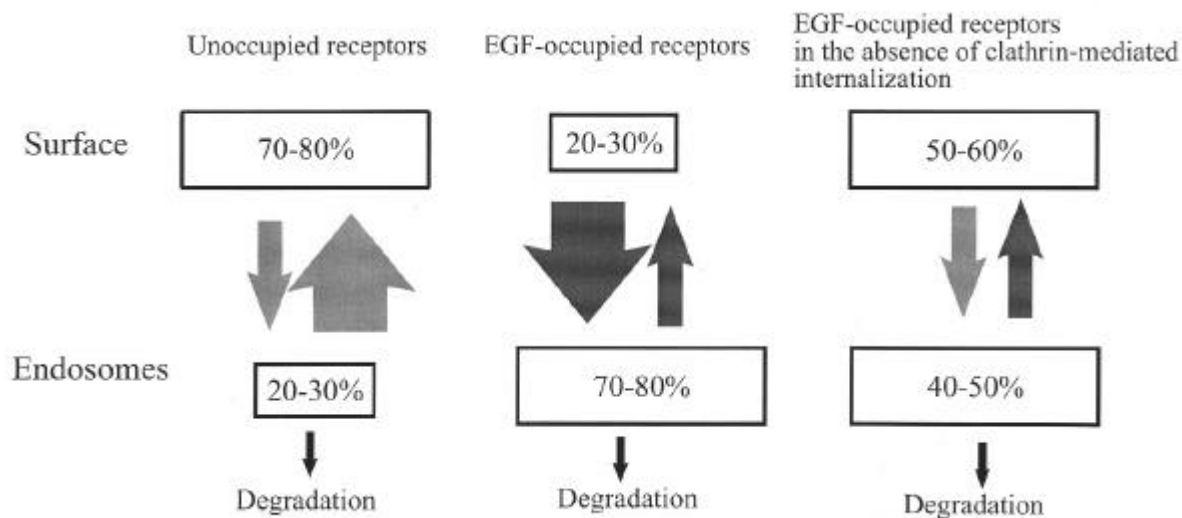 Unoccupied receptors
EGF-occupied receptors
EGF-occupied receptors
in the absence of clathrin-mediated
internalization
Surface
70-80%
20-30%
50-60%
Endosomes
20-30%
70-80%
40-50%
Degradation
Degradation
Degradation